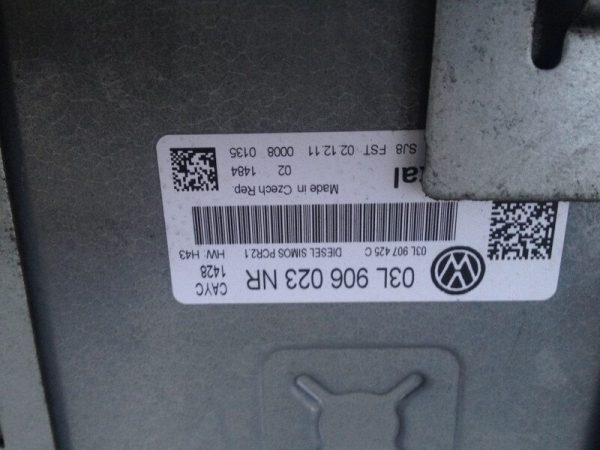 03L 906 023 NR CAYC
1428
03L 907 425 C DIESEL SIMOS PCR2.1 HW: H43
Made in Czech Rep.
02 1484
SJ8 FST 02.12.11 0008 0135